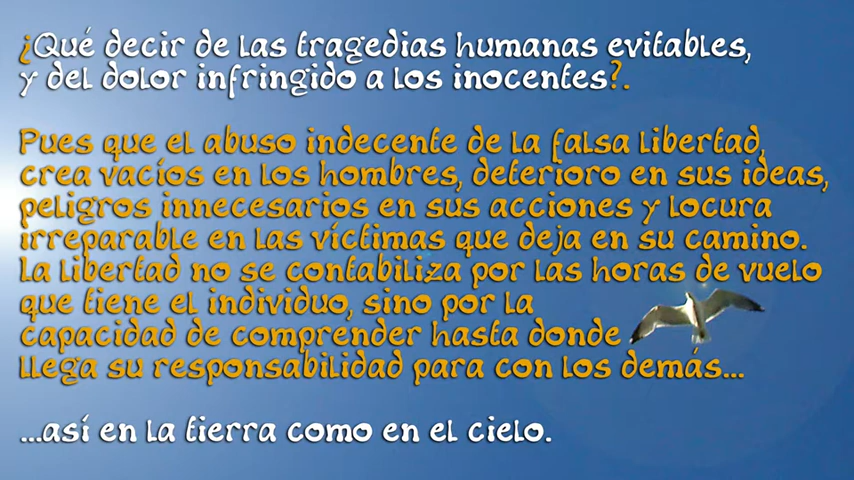 ¿Qué decir de las tragedias humanas evitables,
y del dolor infringido a los inocentes?.
Pues que el abuso indecente de la falsa libertad,
crea vacíos en los hombres, deterioro en sus ideas,
peligros innecesarios en sus acciones y locura
irreparable en las víctimas que deja en su camino.
La libertad no se contabiliza por las horas de vuelo
que tiene el individuo, sino por la
capacidad de comprender hasta donde
llega su responsabilidad para con los demás...
...así en la tierra como en el cielo.